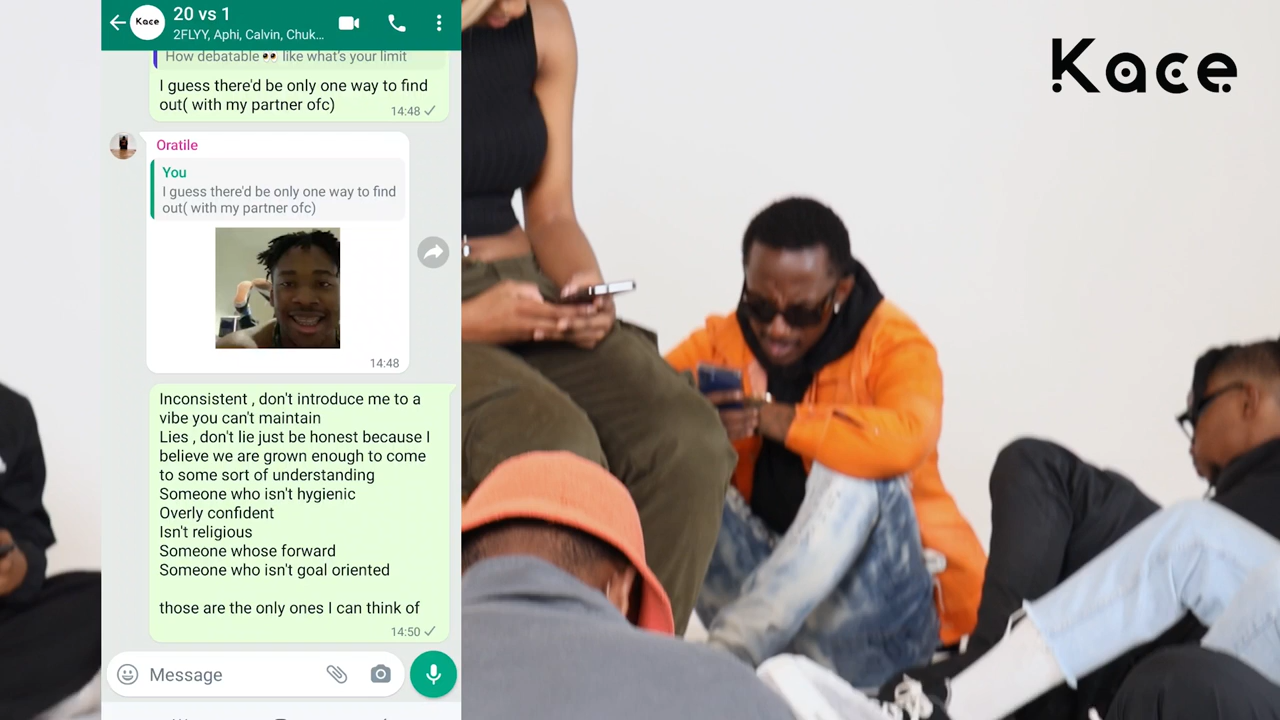 20 vs 1
Kace
2FLYY, Aphi, Calvin, Chuk...
How debatable 👀 like what's your limit
I guess there'd be only one way to find
out( with my partner ofc)
14:48
Oratile
You
I guess there'd be only one way to find
out( with my partner ofc)
14:48
Inconsistent , don't introduce me to a
vibe you can't maintain
Lies , don't lie just be honest because I
believe we are grown enough to come
to some sort of understanding
Someone who isn't hygienic
Overly confident
Isn't religious
Someone whose forward
Someone who isn't goal oriented
those are the only ones I can think of
14:50
Message
Kace